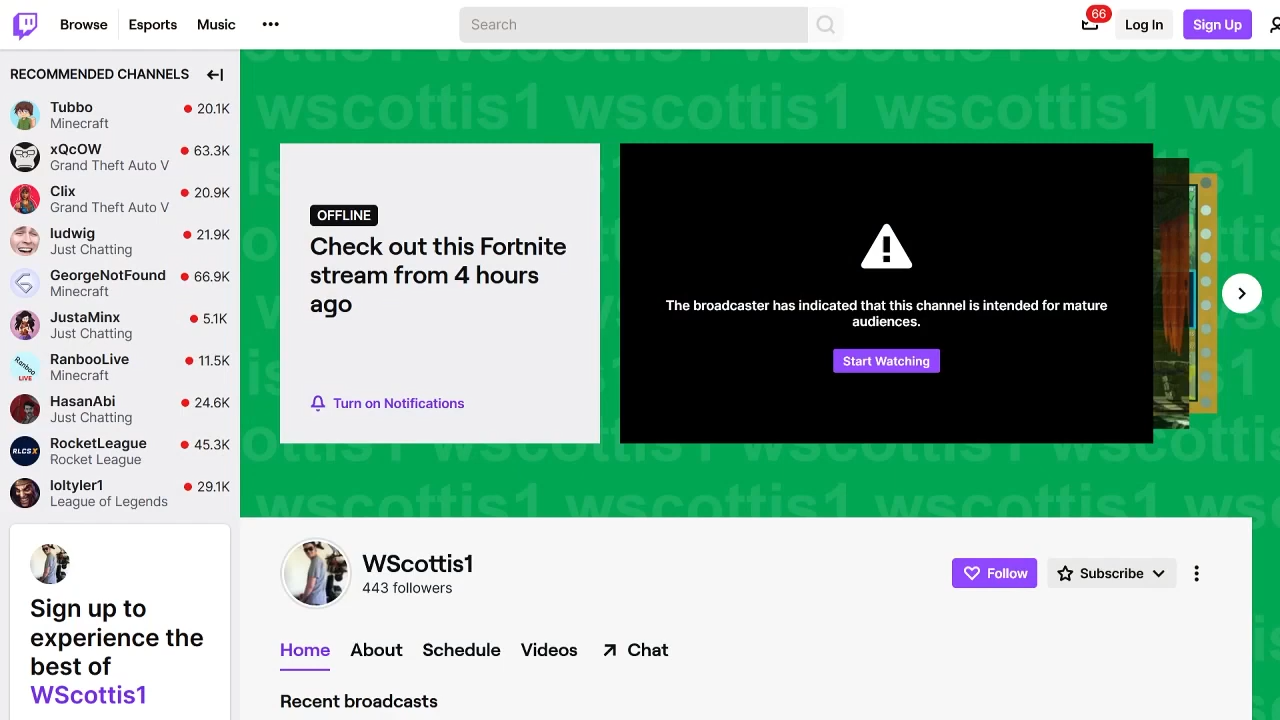 Browse
Esports
Music
Search
66
Log In
Sign Up
RECOMMENDED CHANNELS
Tubbo
20.1K
Minecraft
xQcOW
63.3K
Grand Theft Auto V
Clix
20.9K
Grand Theft Auto V
ludwig
21.9K
Just Chatting
GeorgeNotFound
66.9K
Minecraft
JustaMinx
5.1K
Just Chatting
RanbooLive
11.5K
Minecraft
HasanAbi
24.6K
Just Chatting
RocketLeague
45.3K
Rocket League
loltyler1
29.1K
League of Legends
Sign up to
experience the
best of
WScottis1
wscottis1 wscottis1 wscottis1
OFFLINE
Check out this Fortnite
stream from 4 hours
ago
Turn on Notifications
The broadcaster has indicated that this channel is intended for mature
audiences.
Start Watching
wscottis1 wscottis1 wscottis1
WScottis1
443 followers
Follow
Subscribe
Home
About
Schedule
Videos
Chat
Recent broadcasts